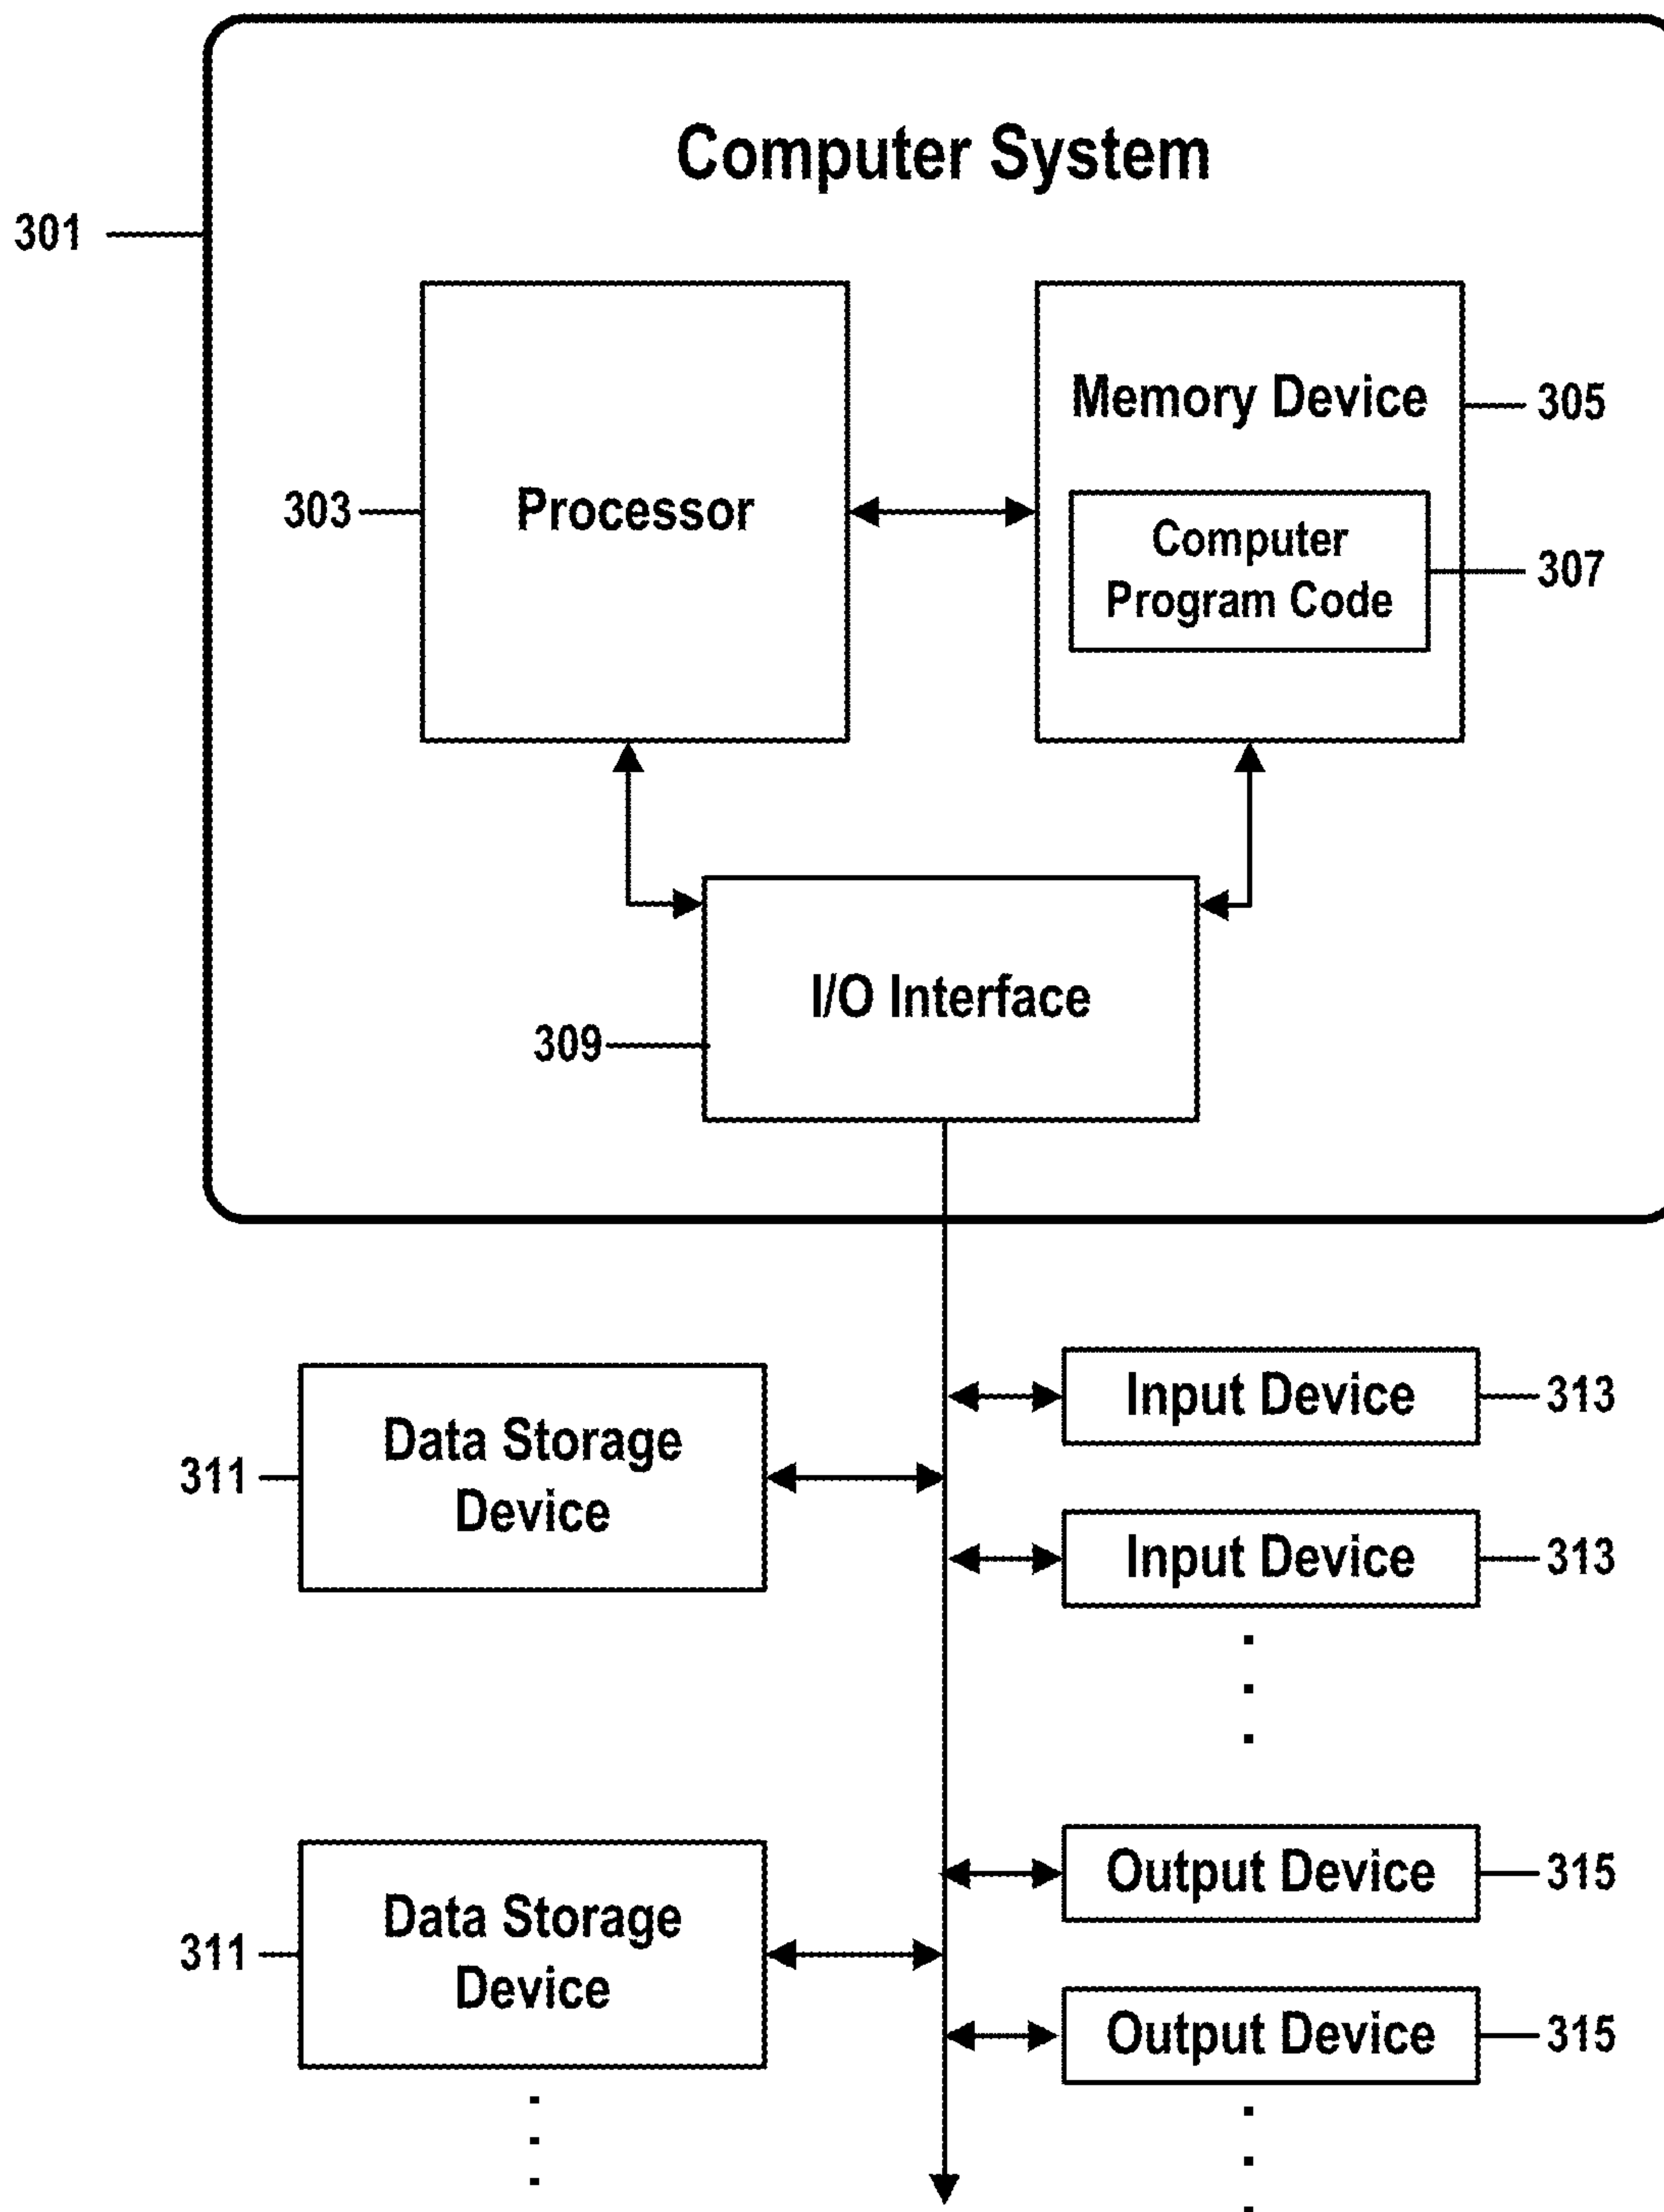 Computer System
301
Memory Device
305
303
Processor
Computer
Program Code
307
I/O Interface
309
Input Device
313
Data Storage
Device
311
Input Device
313
Output Device
315
Data Storage
Device
311
Output Device
315